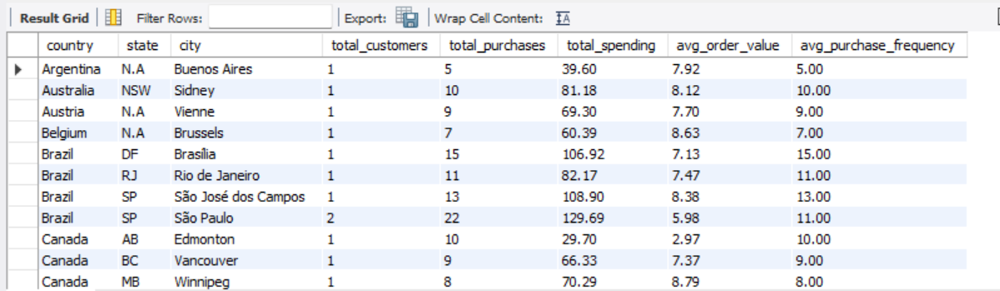 Result Grid Filter Rows: Export: Wrap Cell Content:
country state city total_customers total_purchases total_spending avg_order_value avg_purchase_frequency
Argentina N.A Buenos Aires 1 5 39.60 7.92 5.00
Australia NSW Sidney 1 10 81.18 8.12 10.00
Austria N.A Vienne 1 9 69.30 7.70 9.00
Belgium N.A Brussels 1 7 60.39 8.63 7.00
Brazil DF Brasília 1 15 106.92 7.13 15.00
Brazil RJ Rio de Janeiro 1 11 82.17 7.47 11.00
Brazil SP São José dos Campos 1 13 108.90 8.38 13.00
Brazil SP São Paulo 2 22 129.69 5.98 11.00
Canada AB Edmonton 1 10 29.70 2.97 10.00
Canada BC Vancouver 1 9 66.33 7.37 9.00
Canada MB Winnipeg 1 8 70.29 8.79 8.00